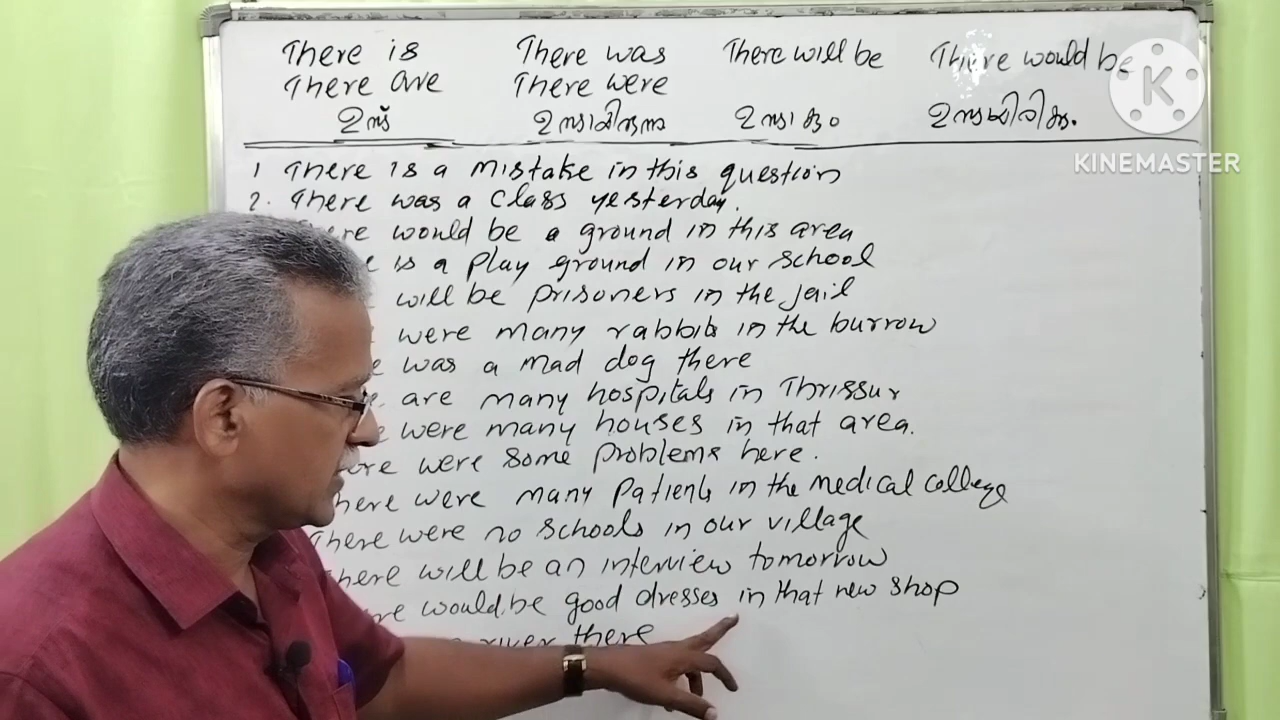 There is There was There will be There would be
There are There were
ഉണ്ട് ഉണ്ടായിരുന്നു ഉണ്ടാകും ഉണ്ടായിരിക്കും.
K
KINEMASTER
1 There is a mistake in this question
2. There was a class yesterday.
There would be a ground in this area
is a play ground in our school
will be prisoners in the jail
were many rabbits in the burrow
was a mad dog there
are many hospitals in Thrissur
were many houses in that area.
were some problems here.
There were many patients in the medical college
There were no schools in our village
There will be an interview tomorrow
would be good dresses in that new shop
river there